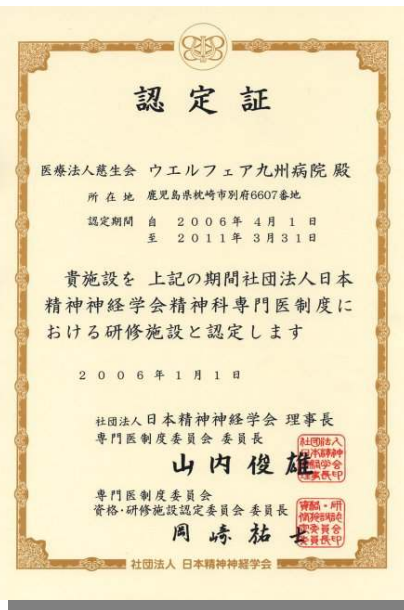 認定証
医療法人慈生会 ウエルフェア九州病院 殿
所在地 鹿児島県枕崎市別府6607番地
認定期間 自 2006年 4月 1日
至 2011年 3月31日
貴施設を 上記の期間社団法人日本
精神神経学会精神科専門医制度に
おける研修施設と認定します
2006年1月1日
社団法人日本精神神経学会 理事長
専門医制度委員会 委員長
山内俊雄
専門医制度委員会
資格・研修施設認定委員会 委員長
岡崎祐士
社団法人 日本精神神経学会